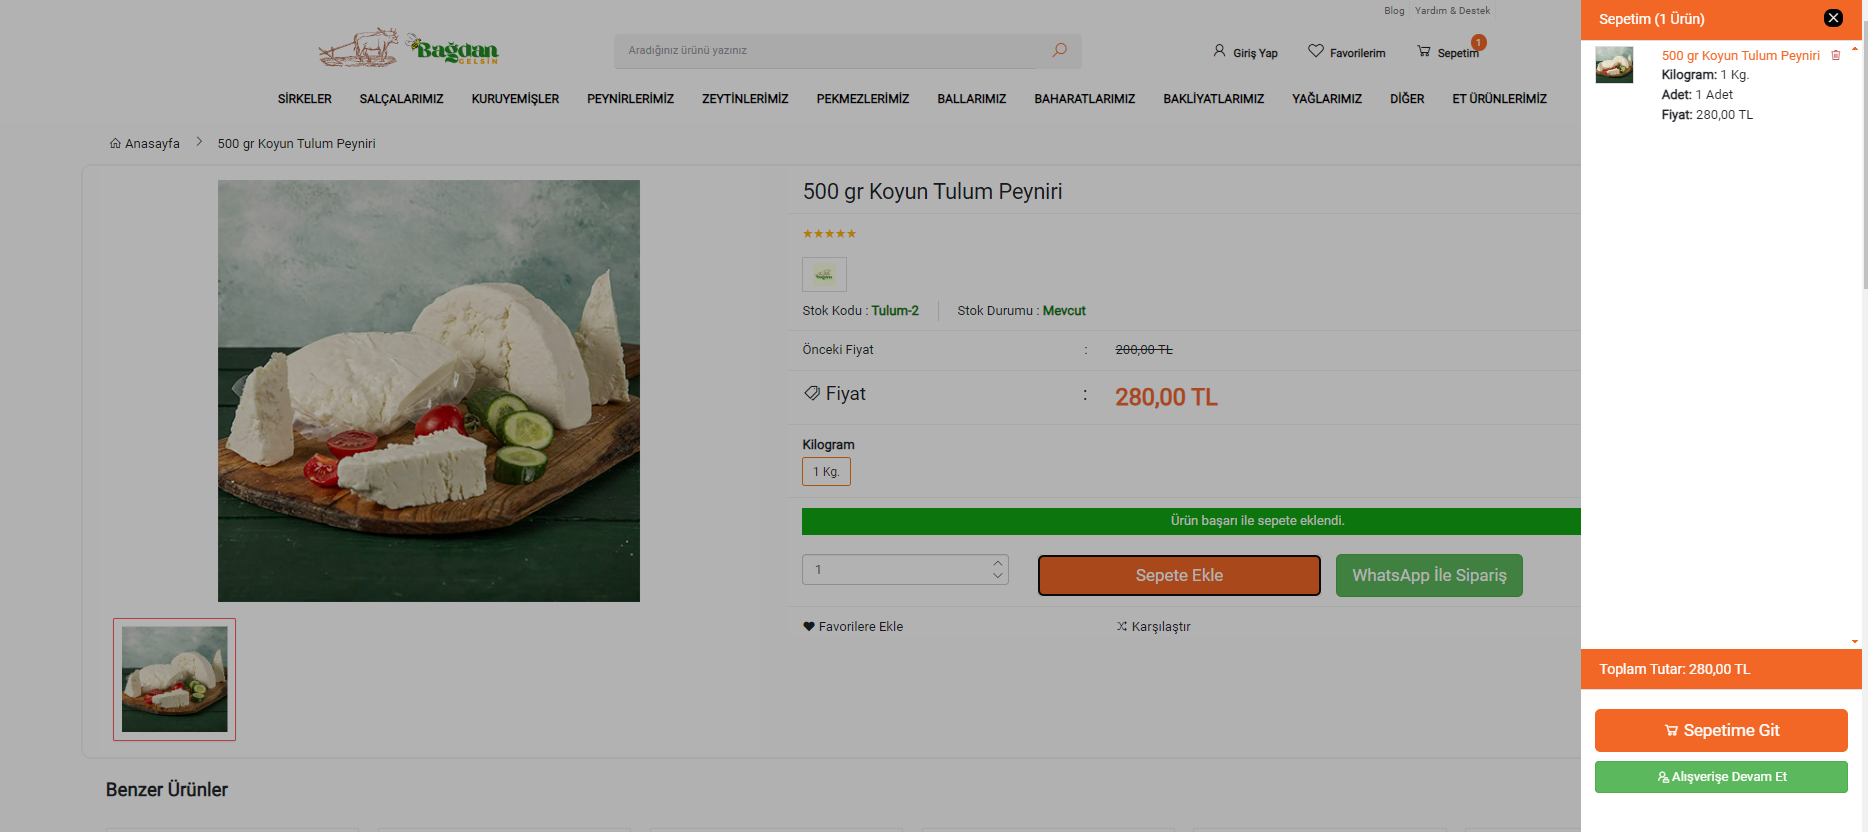 Blog
Yardım & Destek
Bağdan
GELSİN
Aradığınız ürünü yazınız
Giriş Yap
Favorilerim
Sepetim
1
SİRKELER
SALÇALARIMIZ
KURUYEMİŞLER
PEYNİRLERİMİZ
ZEYTİNLERİMİZ
PEKMEZLERİMİZ
BALLARIMIZ
BAHARATLARIMIZ
BAKLİYATLARIMIZ
YAĞLARIMIZ
DİĞER
ET ÜRÜNLERİMİZ
Anasayfa
500 gr Koyun Tulum Peyniri
500 gr Koyun Tulum Peyniri
Bağdan
Stok Kodu : Tulum-2
Stok Durumu : Mevcut
Önceki Fiyat : 200,00 TL
Fiyat : 280,00 TL
Kilogram
1 Kg.
Ürün başarı ile sepete eklendi.
1
Sepete Ekle
WhatsApp İle Sipariş
Favorilere Ekle
Karşılaştır
Benzer Ürünler
Sepetim (1 Ürün)
500 gr Koyun Tulum Peyniri
Kilogram: 1 Kg.
Adet: 1 Adet
Fiyat: 280,00 TL
Toplam Tutar: 280,00 TL
Sepetime Git
Alışverişe Devam Et